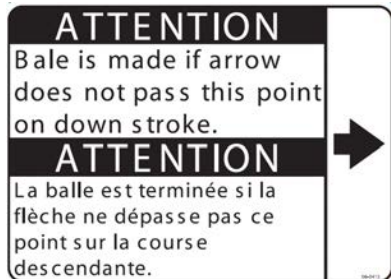 ATTENTION
Bale is made if arrow
does not pass this point
on down stroke.
ATTENTION
La balle est terminée si la
flèche ne dépasse pas ce
point sur la course
descendante.